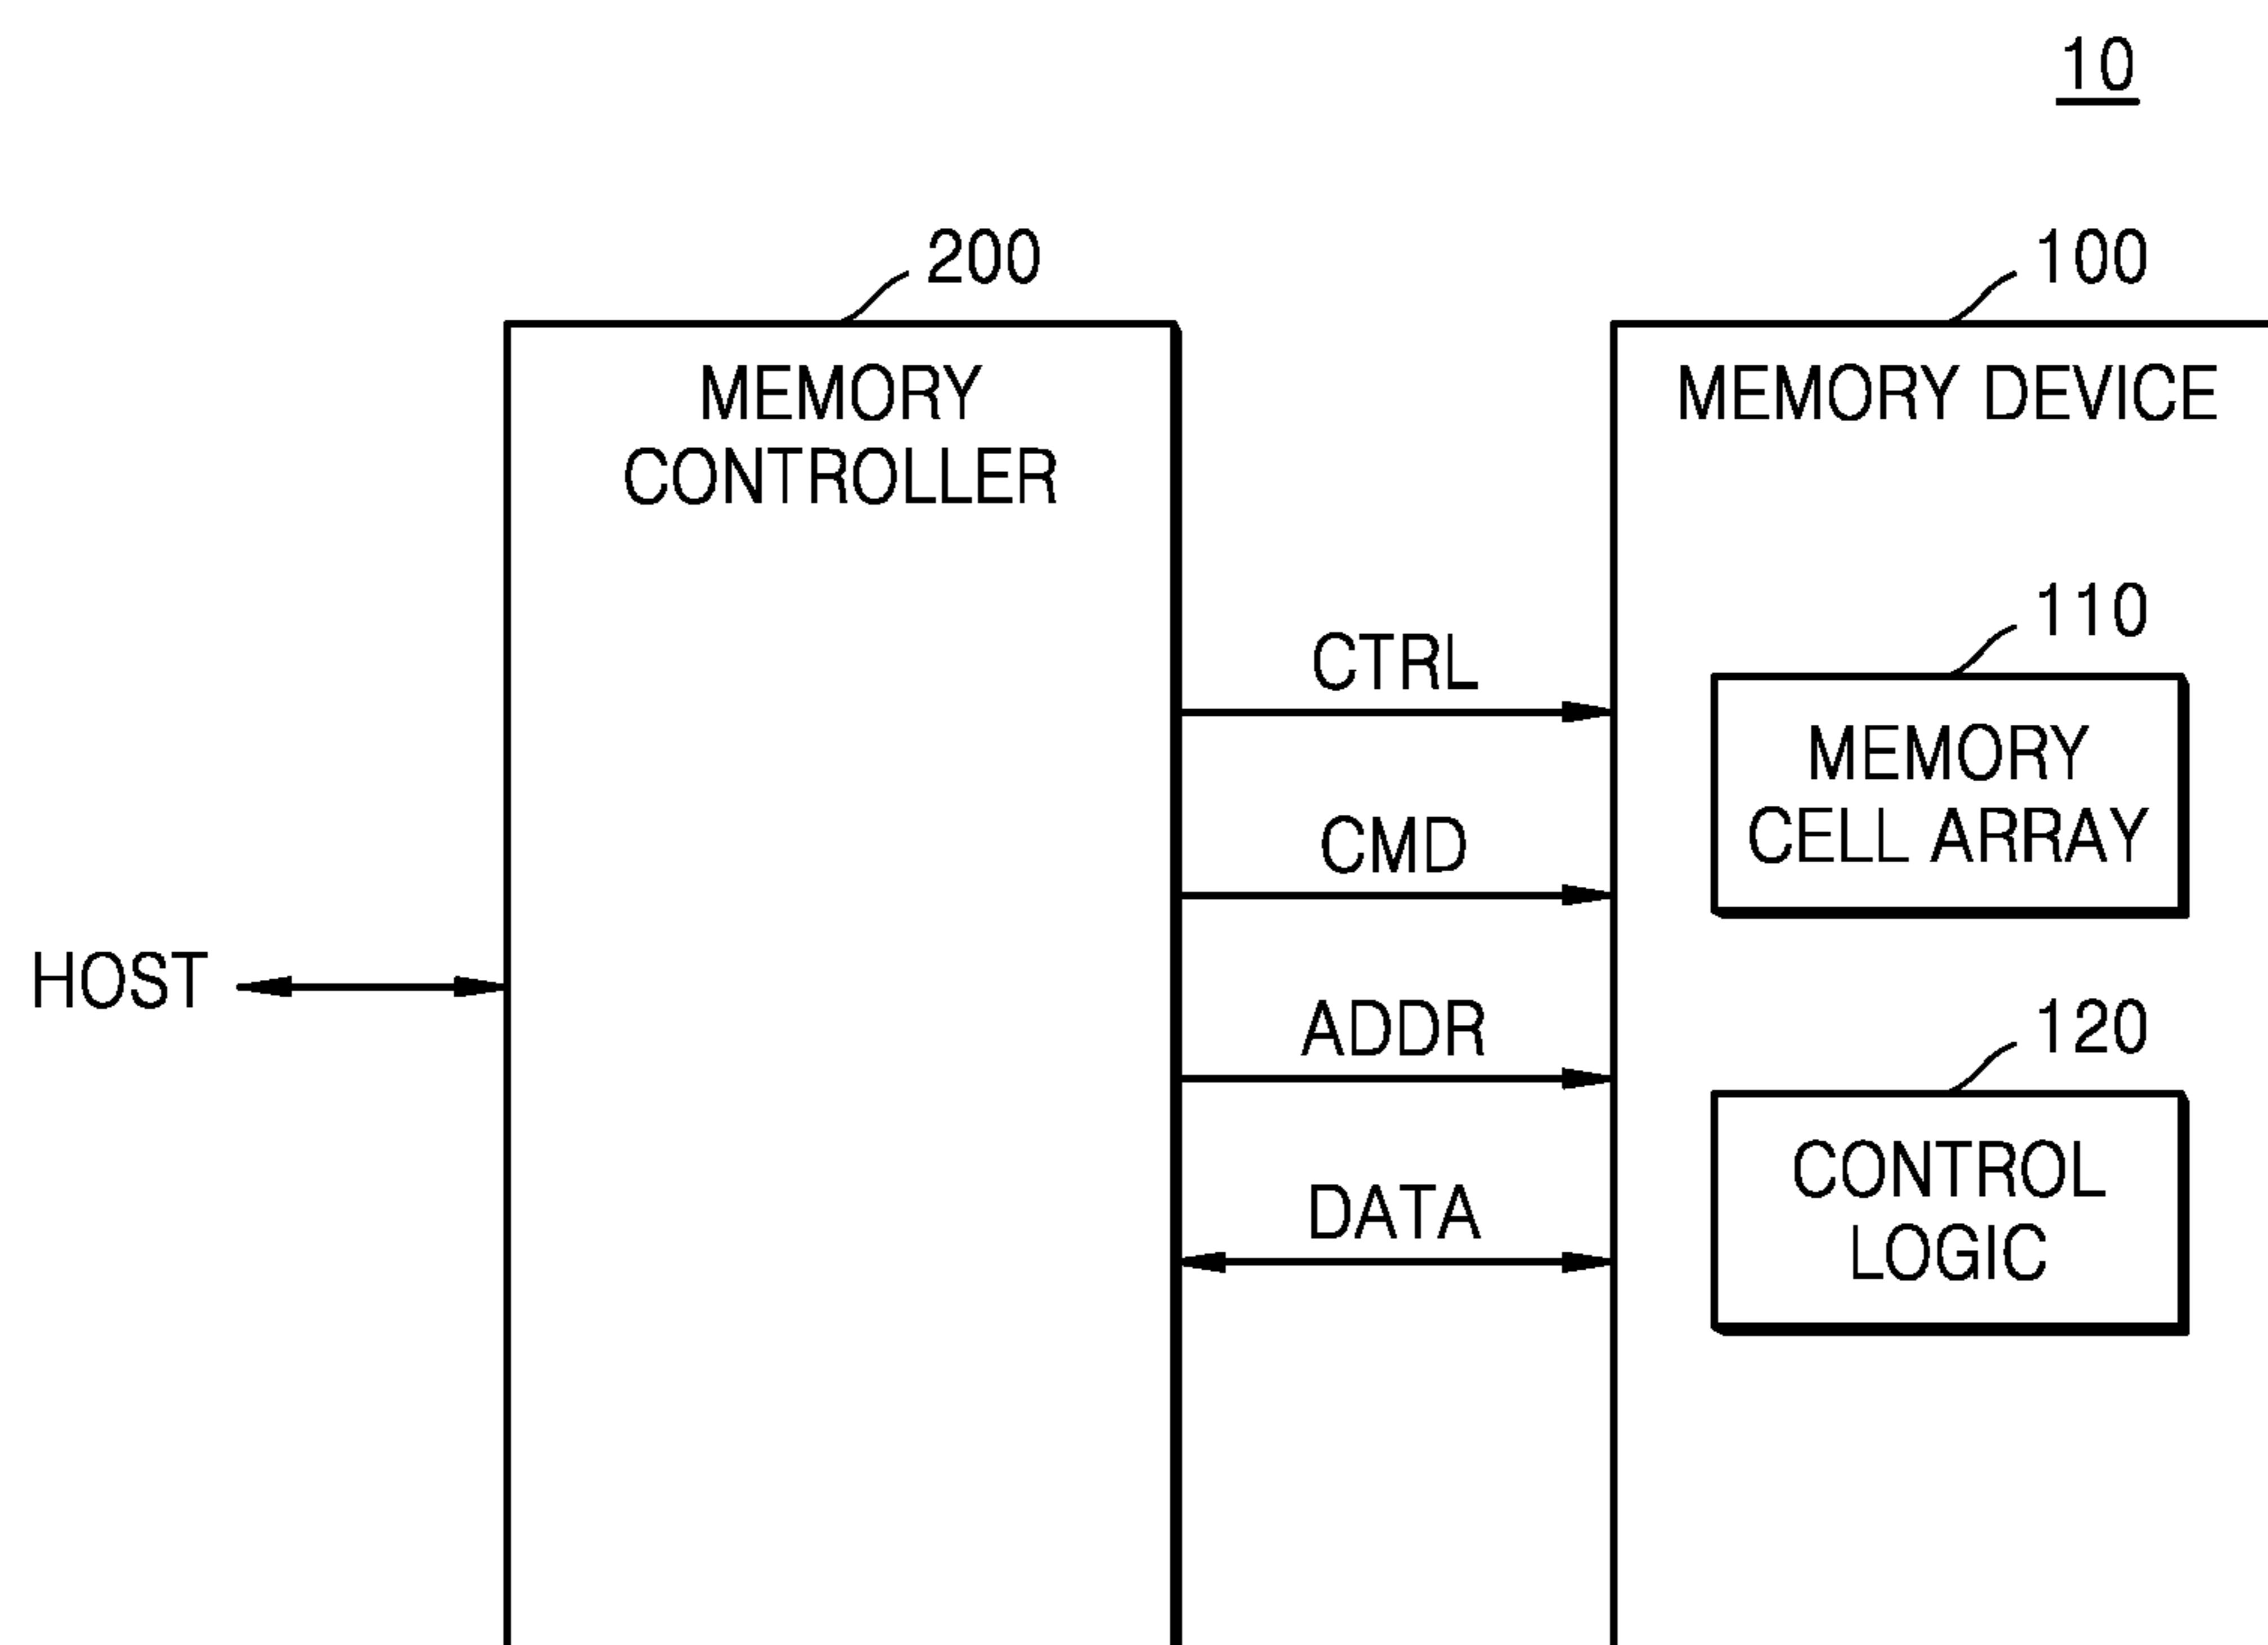 10
200
100
MEMORY
CONTROLLER
MEMORY DEVICE
110
CTRL
MEMORY
CELL ARRAY
CMD
HOST
ADDR
120
CONTROL
LOGIC
DATA